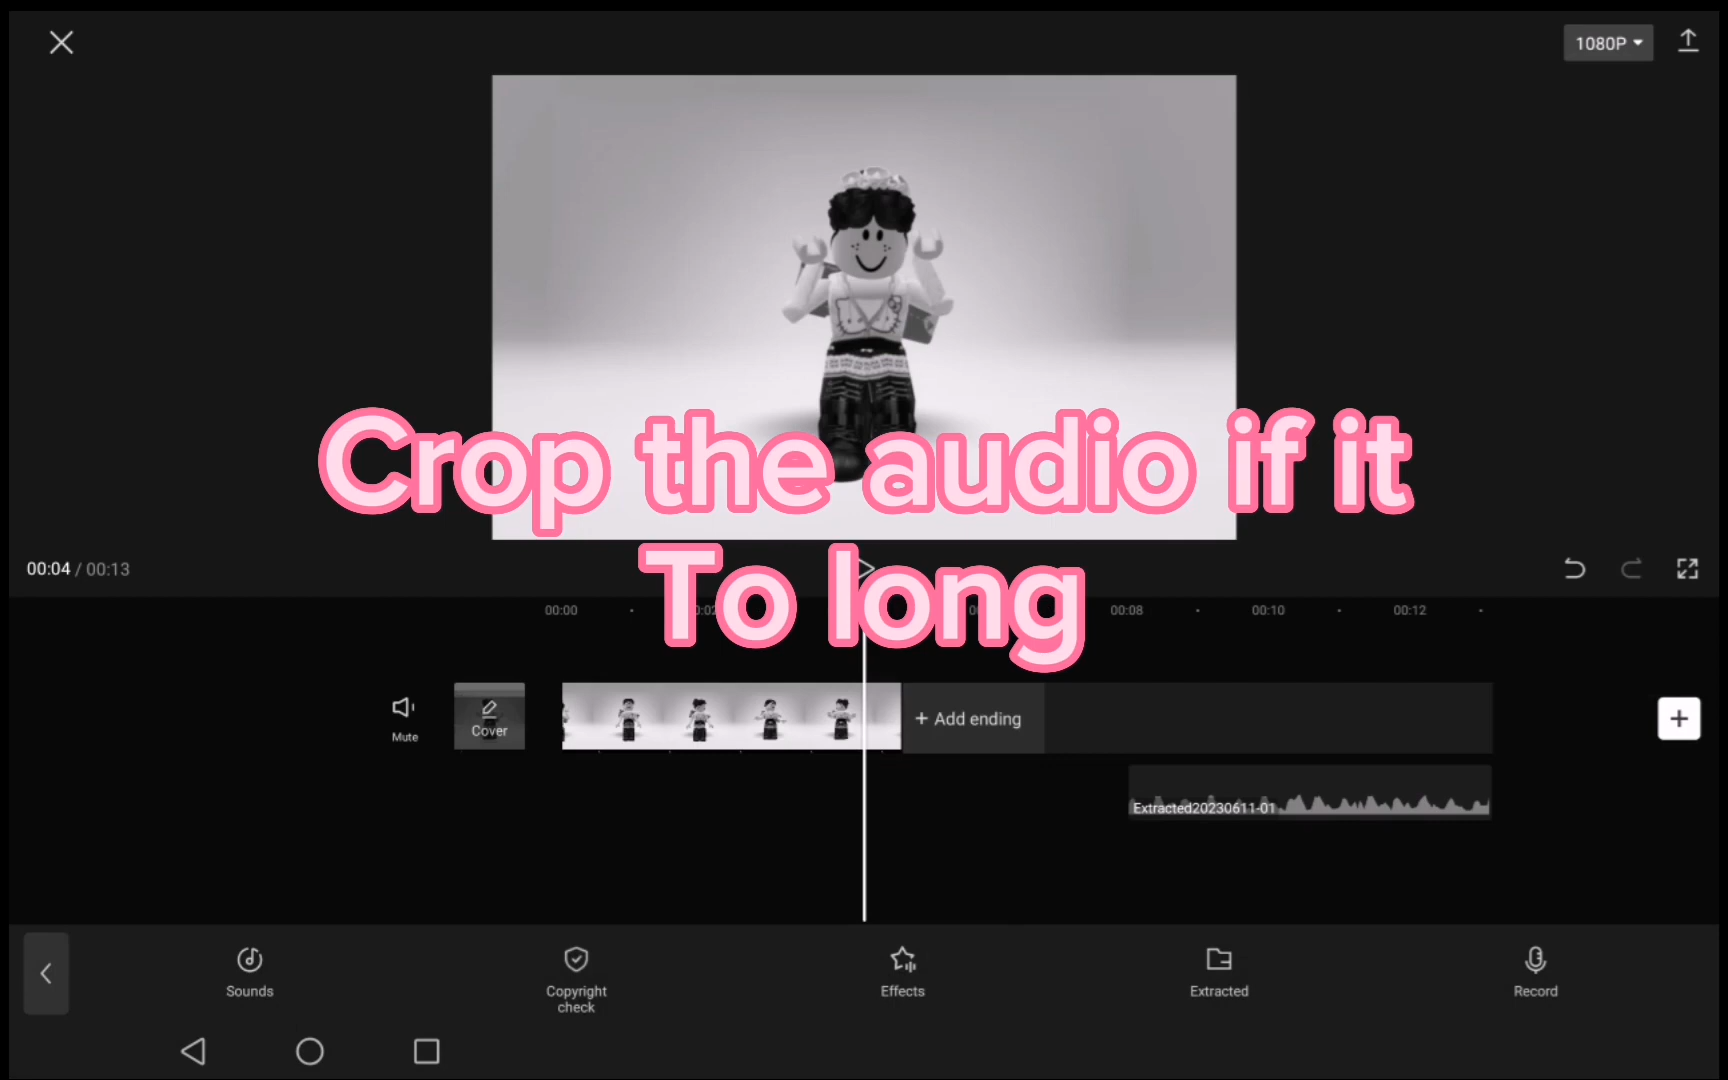 1080P
Crop the audio if it
To long
00:04 / 00:13
00:00
00:08
00:10
00:12
Mute
Cover
+ Add ending
Extracted20230611-01
Sounds
Copyright
check
Effects
Extracted
Record